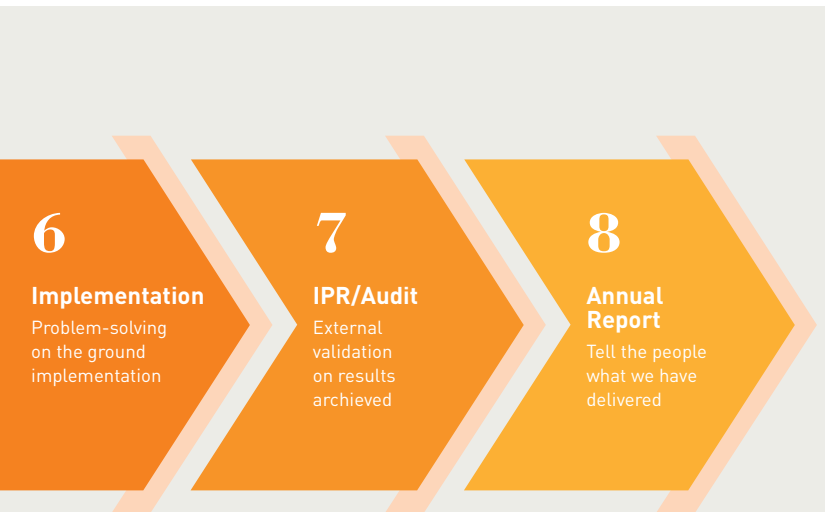 6
Implementation
Problem-solving
on the ground
implementation
7
IPR/Audit
External
validation
on results
archieved
8
Annual
Report
Tell the people
what we have
delivered